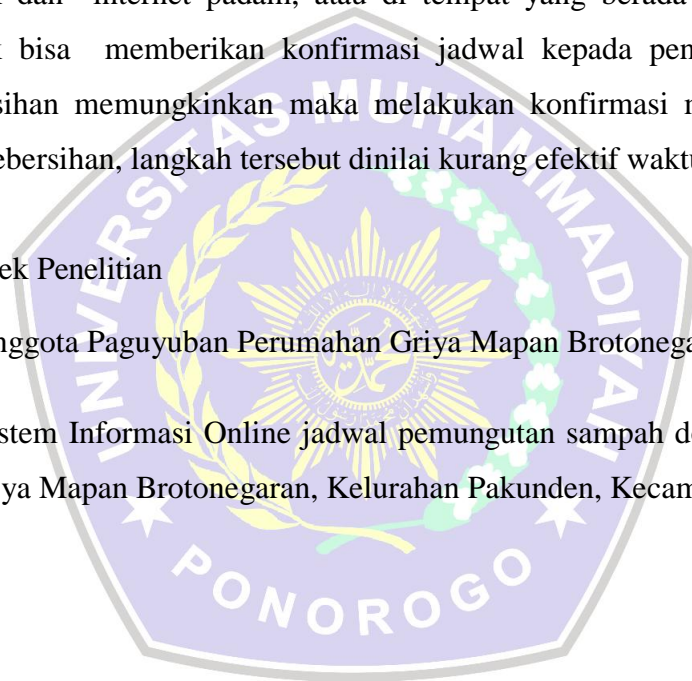 dan internet padam, atau di tempat yang berada
bisa memberikan konfirmasi jadwal kepada pen
sihan memungkinkan maka melakukan konfirmasi
ebersihan, langkah tersebut dinilai kurang efektif waktu
ek Penelitian
nggota Paguyuban Perumahan Griya Mapan Brotonega
stem Informasi Online jadwal pemungutan sampah d
ya Mapan Brotonegaran, Kelurahan Pakunden, Kecam
UNIVERSITAS MUHAMMADIYAH
PONOROGO